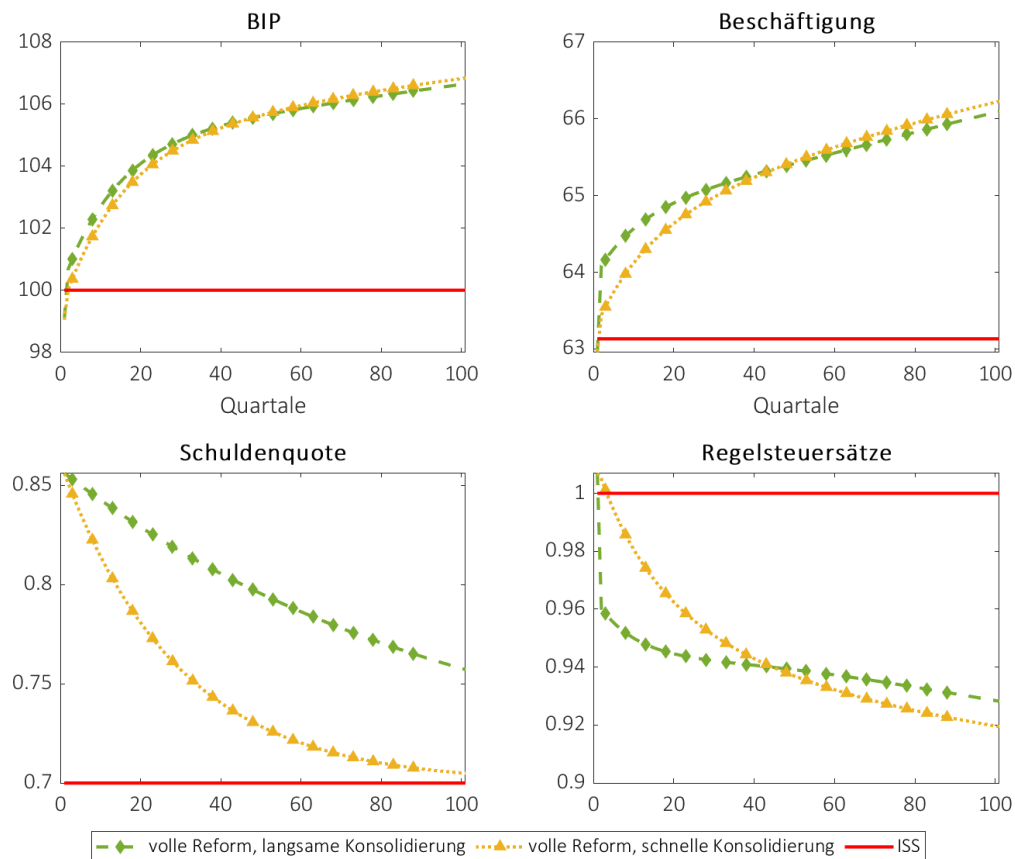 BIP
108
106
104
102
100
98
0 20 40 60 80 100
Quartale
Beschäftigung
67
66
65
64
63
0 20 40 60 80 100
Quartale
Schuldenquote
0.85
0.8
0.75
0.7
0 20 40 60 80 100
Regelsteuersätze
1
0.98
0.96
0.94
0.92
0.9
0 20 40 60 80 100
volle Reform, langsame Konsolidierung volle Reform, schnelle Konsolidierung ISS